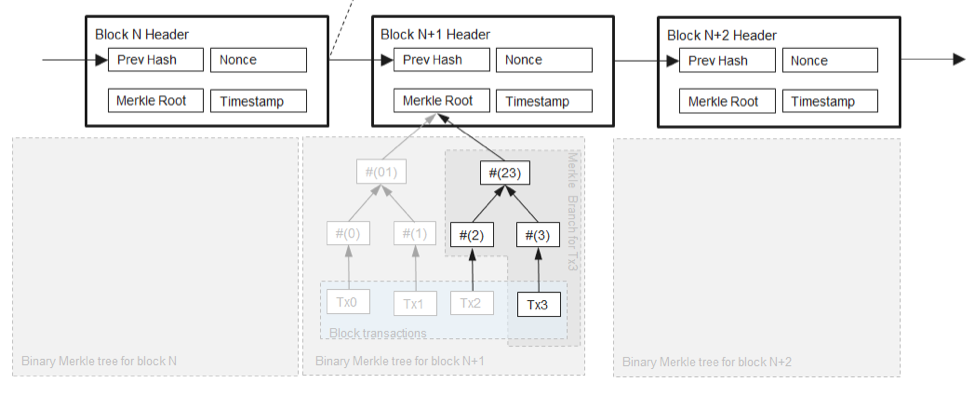 Block N Header
Prev Hash
Nonce
Merkle Root
Timestamp
Block N+1 Header
Prev Hash
Nonce
Merkle Root
Timestamp
Block N+2 Header
Prev Hash
Nonce
Merkle Root
Timestamp
#(01)
#(23)
#(0)
#(1)
#(2)
#(3)
Merkle Branch for Tx3
Tx0
Tx1
Tx2
Tx3
Block transactions
Binary Merkle tree for block N
Binary Merkle tree for block N+1
Binary Merkle tree for block N+2